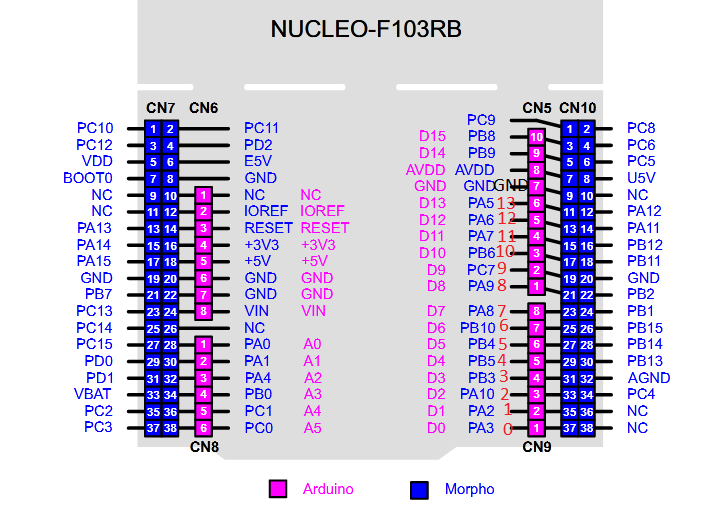 NUCLEO-F103RB
CN7 CN6 CN5 CN10
PC10 1 2 PC11 PC9 1 2 PC8
D15 PB8 10
PC12 3 4 PD2 D14 PB9 9 3 4 PC6
VDD 5 6 E5V AVDD AVDD 8 5 6 PC5
BOOT0 7 8 GND GND GND GND 7 7 8 U5V
NC 9 10 1 NC NC D13 PA5 13 6 9 10 NC
NC 11 12 2 IOREF IOREF D12 PA6 12 5 11 12 PA12
PA13 13 14 3 RESET RESET D11 PA7 11 4 13 14 PA11
PA14 15 16 4 +3V3 +3V3 D10 PB6 10 3 15 16 PB12
PA15 17 18 5 +5V +5V D9 PC7 9 2 17 18 PB11
GND 19 20 6 GND GND D8 PA9 8 1 19 20 GND
PB7 21 22 7 GND GND 21 22 PB2
PC13 23 24 8 VIN VIN D7 PA8 7 8 23 24 PB1
PC14 25 26 NC D6 PB10 6 7 25 26 PB15
PC15 27 28 1 PA0 A0 D5 PB4 5 6 27 28 PB14
PD0 29 30 2 PA1 A1 D4 PB5 4 5 29 30 PB13
PD1 31 32 3 PA4 A2 D3 PB3 3 4 31 32 AGND
VBAT 33 34 4 PB0 A3 D2 PA10 2 3 33 34 PC4
PC2 35 36 5 PC1 A4 D1 PA2 1 2 35 36 NC
PC3 37 38 6 PC0 A5 D0 PA3 0 1 37 38 NC
CN8 CN9
Arduino Morpho